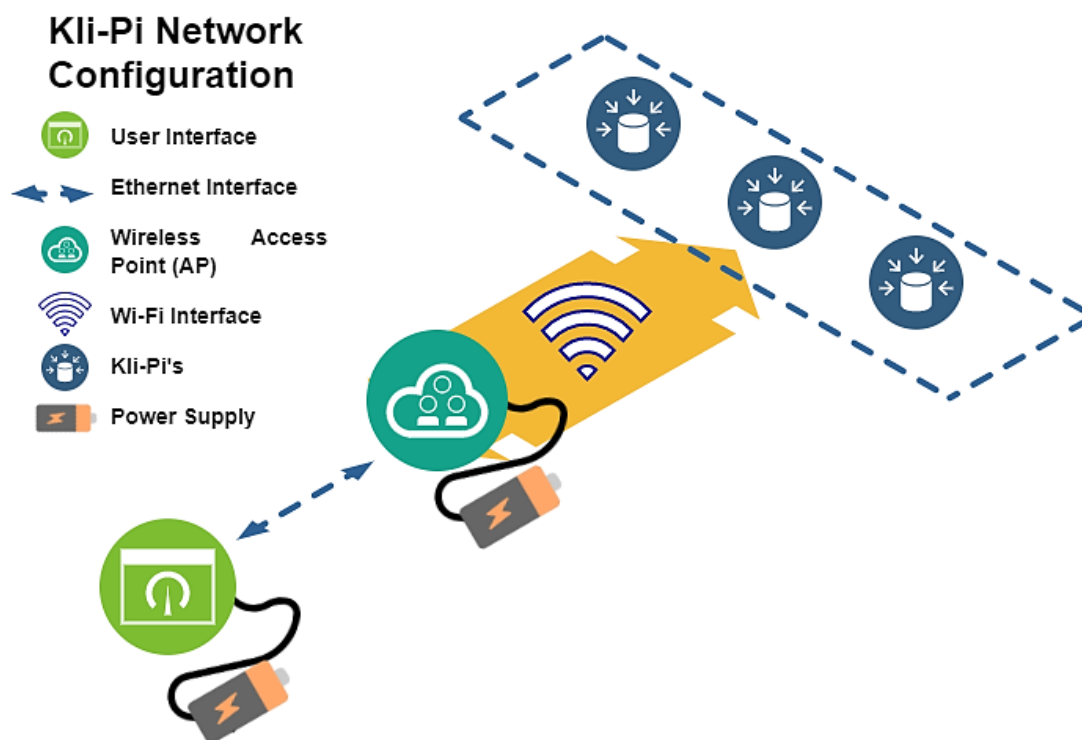 Kli-Pi Network
Configuration
User Interface
Ethernet Interface
Wireless Access
Point (AP)
Wi-Fi Interface
Kli-Pi's
Power Supply